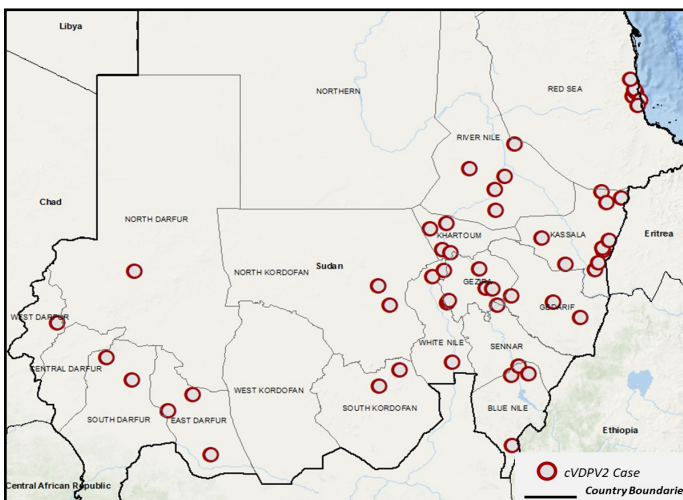 Libya
NORTHERN
RED SEA
RIVER NILE
Chad
NORTH DARFUR
KHARTOUM
KASSALA
Eritrea
NORTH KORDOFAN
Sudan
GEZIRA
GEDARIF
WEST DARFUR
WHITE NILE
SENNAR
CENTRAL DARFUR
WEST KORDOFAN
SOUTH KORDOFAN
BLUE NILE
SOUTH DARFUR
EAST DARFUR
Ethiopia
cVDPV2 Case
Central African Republic
Country Boundarie